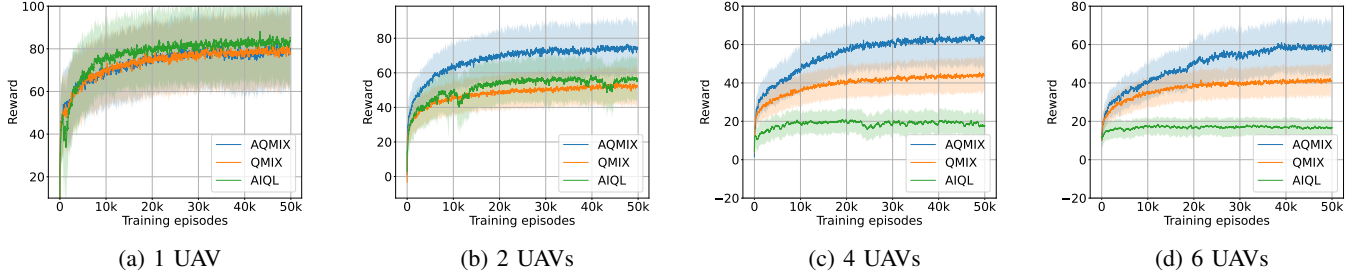 100
80
60
40
20
Reward
0 10k 20k 30k 40k 50k
Training episodes
AQMIX
QMIX
AIQL
(a) 1 UAV
80
60
40
20
0
Reward
0 10k 20k 30k 40k 50k
Training episodes
AQMIX
QMIX
AIQL
(b) 2 UAVs
80
60
40
20
0
−20
Reward
0 10k 20k 30k 40k 50k
Training episodes
AQMIX
QMIX
AIQL
(c) 4 UAVs
80
60
40
20
0
−20
Reward
0 10k 20k 30k 40k 50k
Training episodes
AQMIX
QMIX
AIQL
(d) 6 UAVs